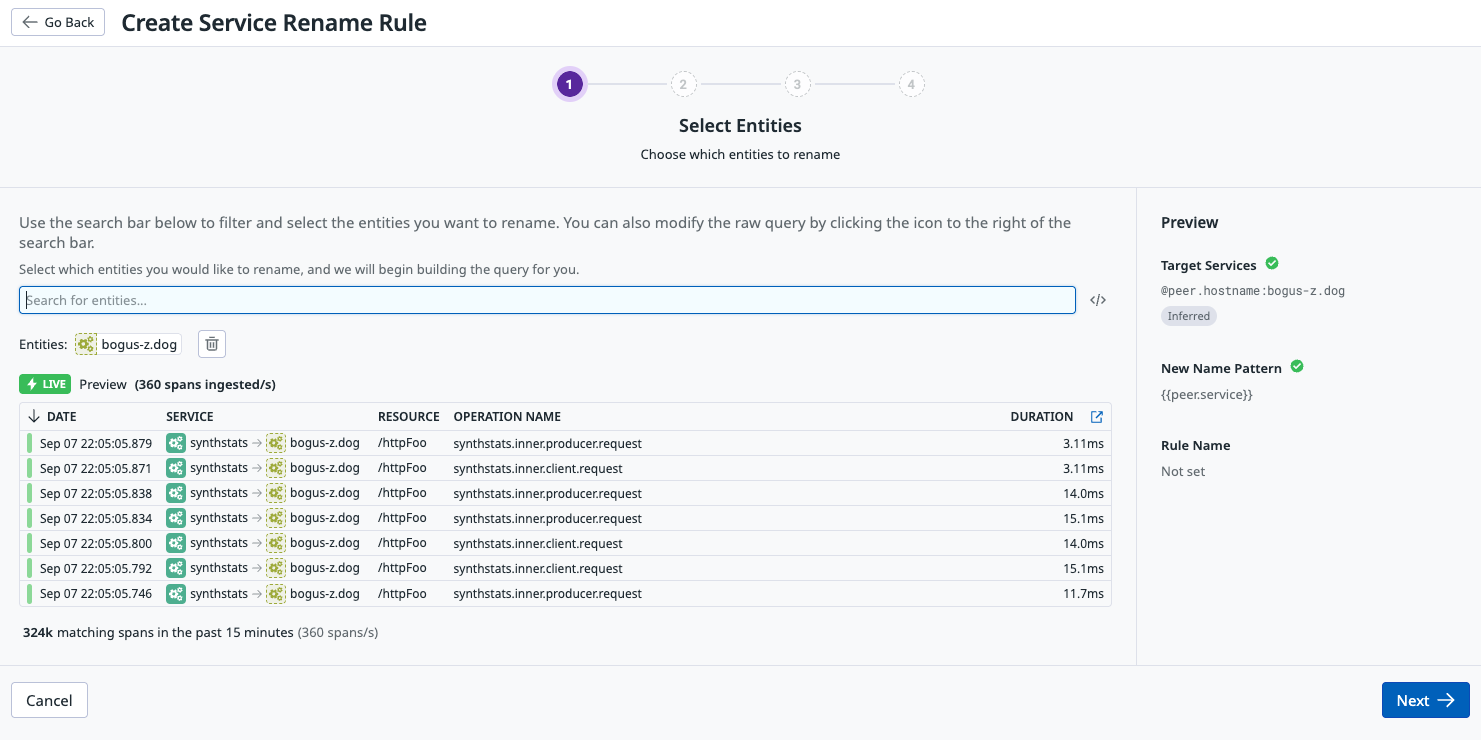 Go Back Create Service Rename Rule
1 2 3 4
Select Entities
Choose which entities to rename
Use the search bar below to filter and select the entities you want to rename. You can also modify the raw query by clicking the icon to the right of the
search bar.
Select which entities you would like to rename, and we will begin building the query for you.
Search for entities...
</>
Entities: bogus-z.dog
LIVE Preview (360 spans ingested/s)
DATE SERVICE RESOURCE OPERATION NAME DURATION
Sep 07 22:05:05.879 synthstats → bogus-z.dog /httpFoo synthstats.inner.producer.request 3.11ms
Sep 07 22:05:05.871 synthstats → bogus-z.dog /httpFoo synthstats.inner.client.request 3.11ms
Sep 07 22:05:05.838 synthstats → bogus-z.dog /httpFoo synthstats.inner.producer.request 14.0ms
Sep 07 22:05:05.834 synthstats → bogus-z.dog /httpFoo synthstats.inner.producer.request 15.1ms
Sep 07 22:05:05.800 synthstats → bogus-z.dog /httpFoo synthstats.inner.client.request 14.0ms
Sep 07 22:05:05.792 synthstats → bogus-z.dog /httpFoo synthstats.inner.client.request 15.1ms
Sep 07 22:05:05.746 synthstats → bogus-z.dog /httpFoo synthstats.inner.producer.request 11.7ms
324k matching spans in the past 15 minutes (360 spans/s)
Preview
Target Services
@peer.hostname:bogus-z.dog
Inferred
New Name Pattern
{{peer.service}}
Rule Name
Not set
Cancel
Next